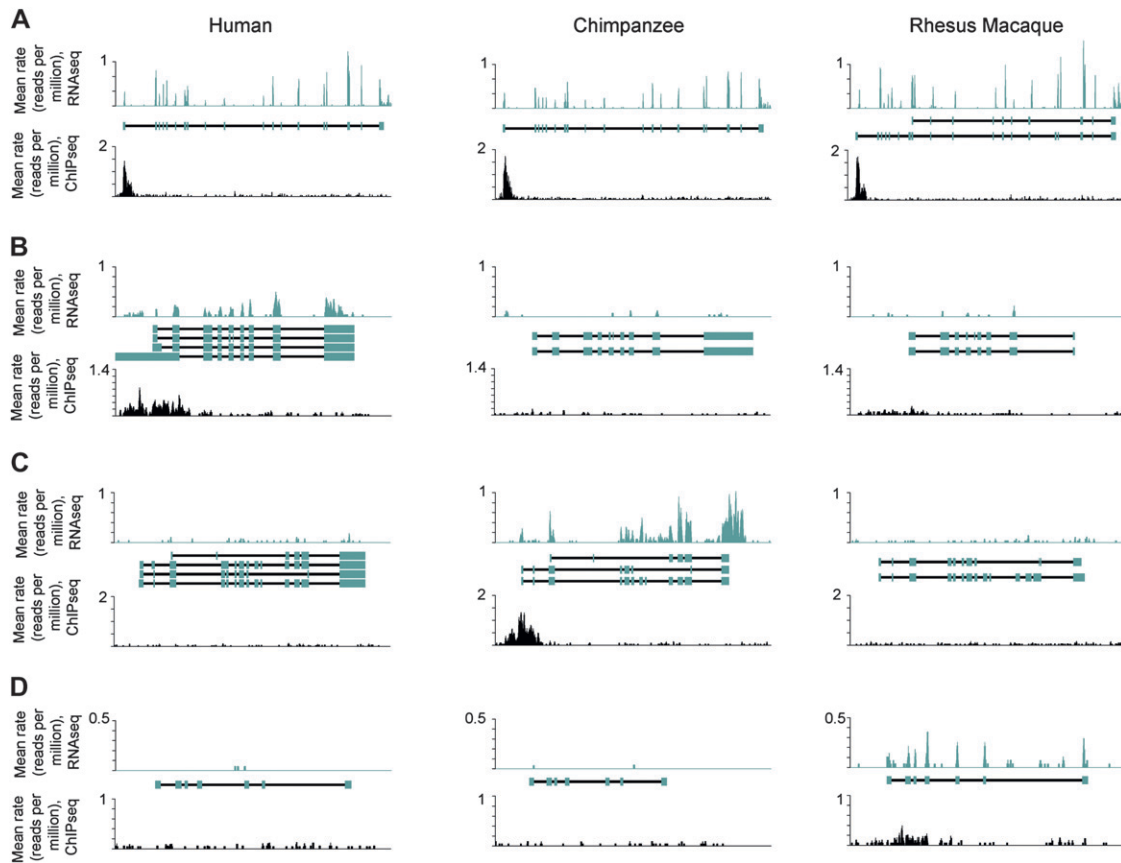 A
Human
Chimpanzee
Rhesus Macaque
Mean rate
(reads per
million),
RNAseq
1
1
1
Mean rate
(reads per
million),
ChIPseq
2
2
2
B
Mean rate
(reads per
million),
RNAseq
1
1
1
Mean rate
(reads per
million),
ChIPseq
1.4
1.4
1.4
C
Mean rate
(reads per
million),
RNAseq
1
1
1
Mean rate
(reads per
million),
ChIPseq
2
2
2
D
Mean rate
(reads per
million),
RNAseq
0.5
0.5
0.5
Mean rate
(reads per
million),
ChIPseq
1
1
1